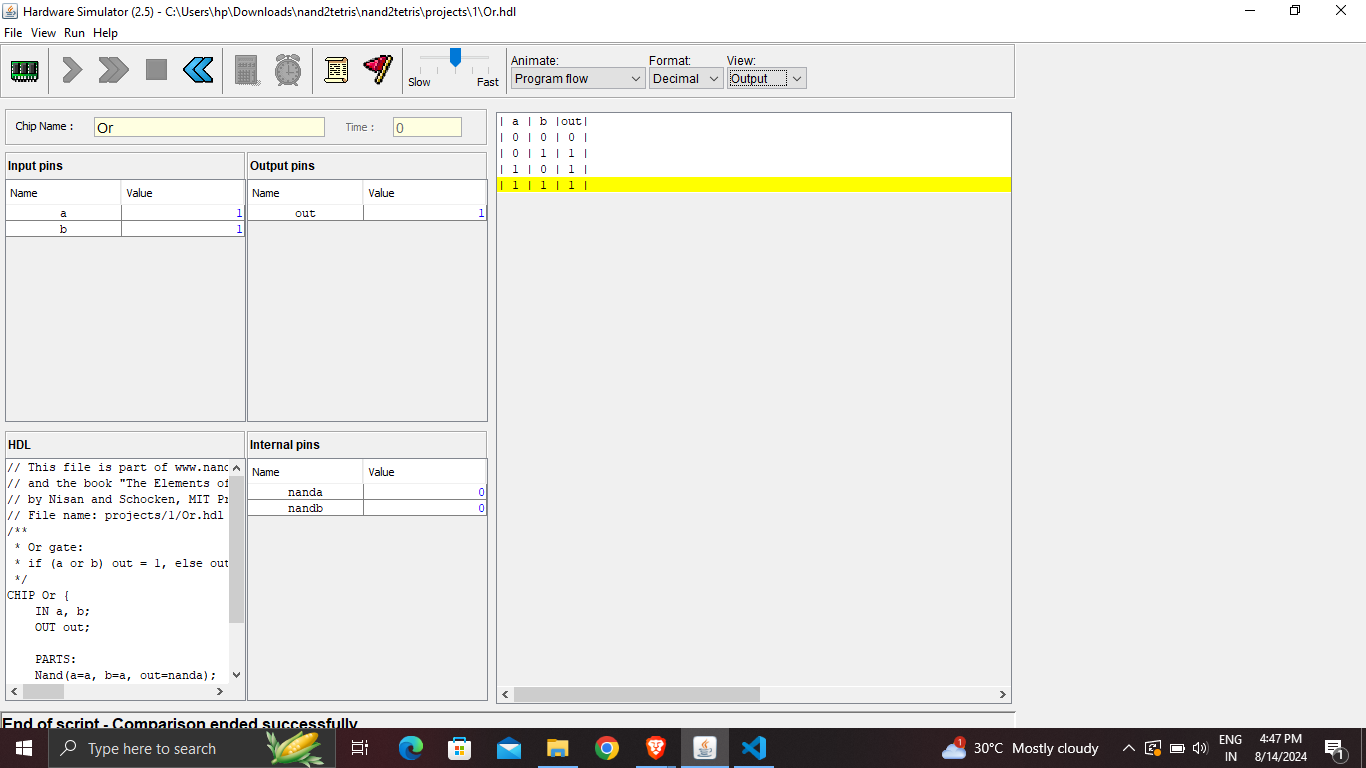 Hardware Simulator (2.5) - C:\Users\hp\Downloads\nand2tetris\nand2tetris\projects\1\Or.hdl
File View Run Help
Slow Fast
Animate: Format: View:
Program flow Decimal Output
Chip Name : Or Time : 0
Input pins Output pins
Name Value Name Value
a 1 out 1
b 1
| a | b |out|
| 0 | 0 | 0 |
| 0 | 1 | 1 |
| 1 | 0 | 1 |
| 1 | 1 | 1 |
HDL
// This file is part of www.nand
// and the book "The Elements of
// by Nisan and Schocken, MIT Pr
// File name: projects/1/Or.hdl
/**
* Or gate:
* if (a or b) out = 1, else out
*/
CHIP Or {
IN a, b;
OUT out;
PARTS:
Nand(a=a, b=a, out=nanda);
Internal pins
Name Value
nanda 0
nandb 0
End of script - Comparison ended successfully
Type here to search
30°C Mostly cloudy
ENG
IN
4:47 PM
8/14/2024
1
1